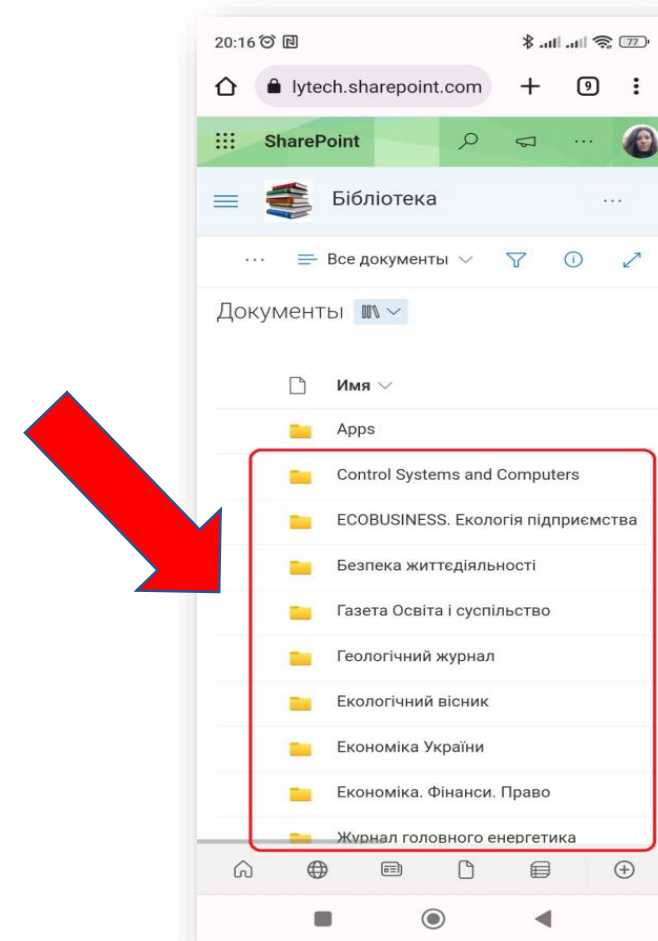 20:16
77
lytech.sharepoint.com
9
SharePoint
Бібліотека
Все документы
Документы
Имя
Apps
Control Systems and Computers
ECOBUSINESS. Екологія підприємства
Безпека життєдіяльності
Газета Освіта і суспільство
Геологічний журнал
Екологічний вісник
Економіка України
Економіка. Фінанси. Право
Журнал головного енергетика